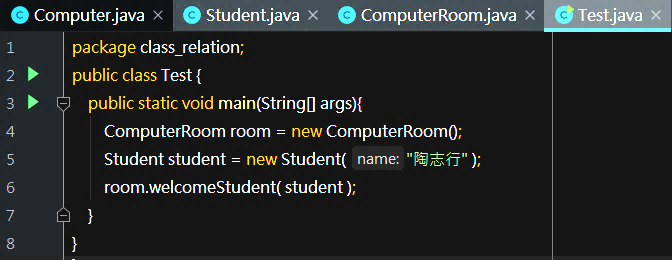 Computer.java × Student.java × ComputerRoom.java × Test.java ×
1 package class_relation;
2 public class Test {
3 public static void main(String[] args){
4 ComputerRoom room = new ComputerRoom();
5 Student student = new Student( name: "陶志行" );
6 room.welcomeStudent( student );
7 }
8 }